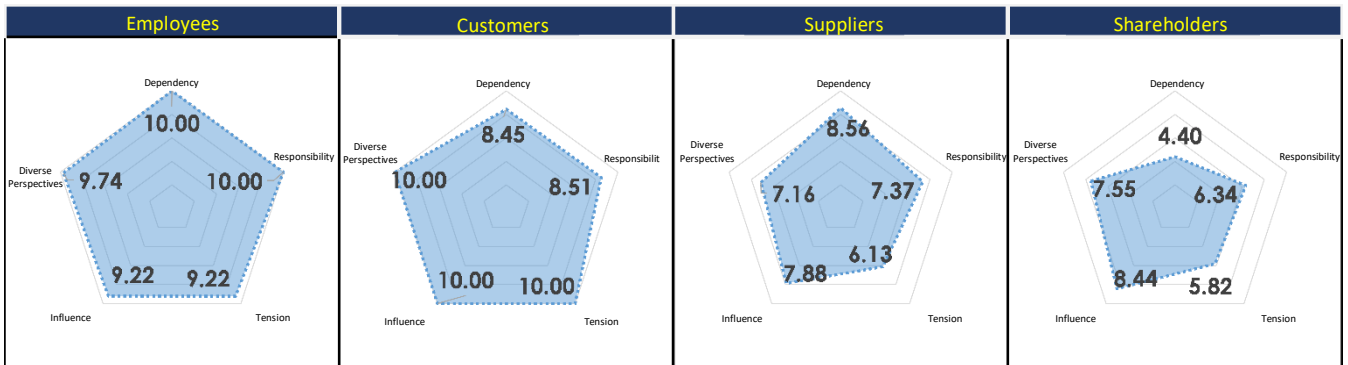 Employees
Dependency
10.00
Responsibility
10.00
Tension
9.22
Influence
9.22
Diverse
Perspectives
9.74
Customers
Dependency
8.45
Responsibilit
8.51
Tension
10.00
Influence
10.00
Diverse
Perspectives
10.00
Suppliers
Dependency
8.56
Responsibility
7.37
Tension
6.13
Influence
7.88
Diverse
Perspectives
7.16
Shareholders
Dependency
4.40
Responsibility
6.34
Tension
5.82
Influence
8.44
Diverse
Perspectives
7.55